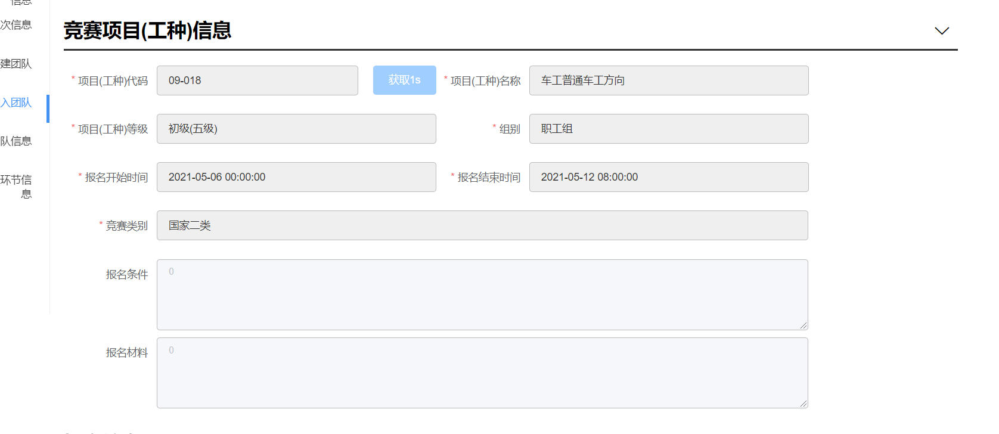 信息
次信息
建团队
入团队
队信息
环节信
息
竞赛项目(工种)信息
* 项目(工种)代码 09-018 获取1s * 项目(工种)名称 车工普通车工方向
* 项目(工种)等级 初级(五级) * 组别 职工组
* 报名开始时间 2021-05-06 00:00:00 * 报名结束时间 2021-05-12 08:00:00
* 竞赛类别 国家二类
报名条件 0
报名材料 0